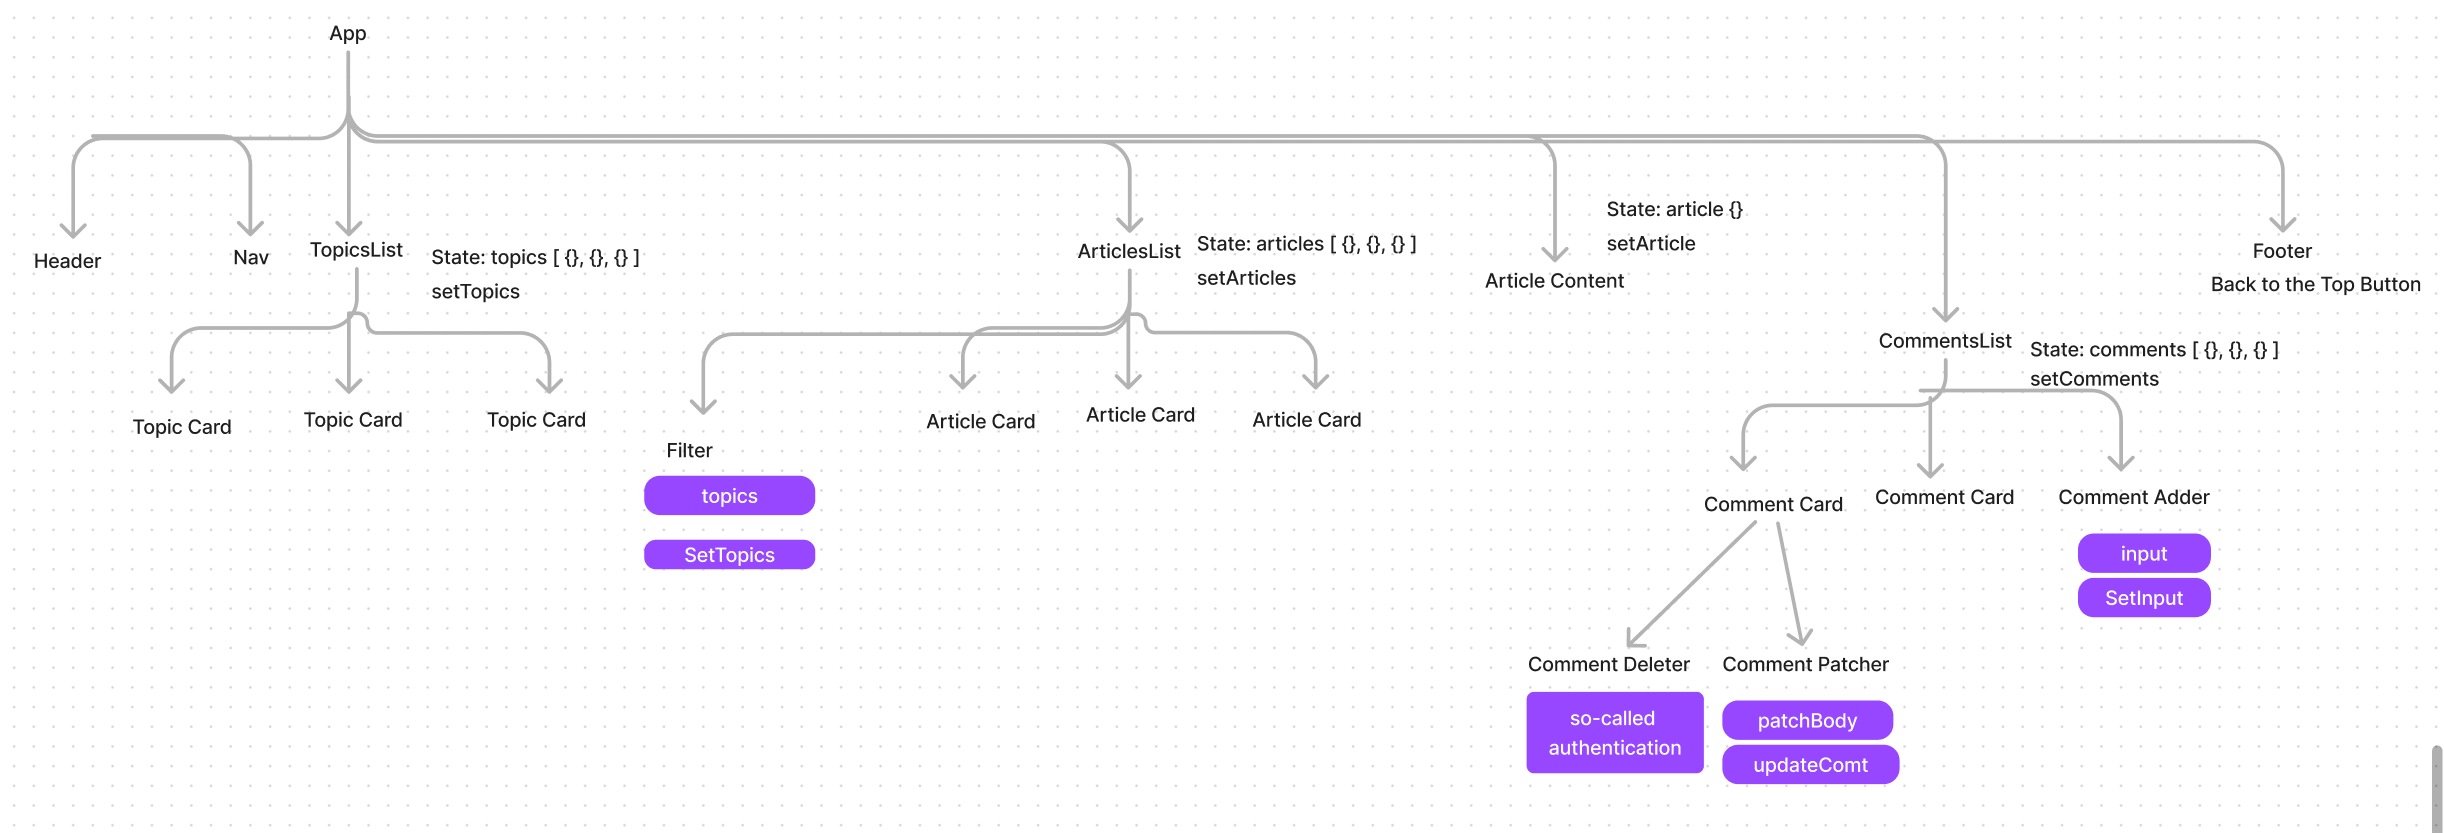 App
Header
Nav
TopicsList
State: topics [ {}, {}, {} ]
setTopics
Topic Card
Topic Card
Topic Card
ArticlesList
State: articles [ {}, {}, {} ]
setArticles
Filter
topics
SetTopics
Article Card
Article Card
Article Card
State: article {}
setArticle
Article Content
CommentsList
State: comments [ {}, {}, {} ]
setComments
Comment Card
Comment Card
Comment Adder
input
SetInput
Comment Deleter
so-called
authentication
Comment Patcher
patchBody
updateComt
Footer
Back to the Top Button